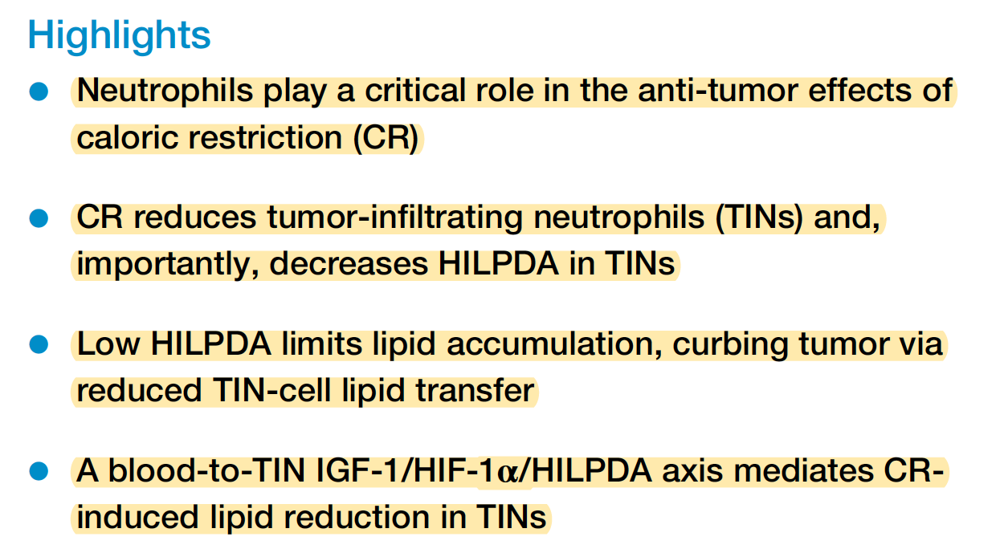 Highlights
● Neutrophils play a critical role in the anti-tumor effects of
caloric restriction (CR)
● CR reduces tumor-infiltrating neutrophils (TINs) and,
importantly, decreases HILPDA in TINs
● Low HILPDA limits lipid accumulation, curbing tumor via
reduced TIN-cell lipid transfer
● A blood-to-TIN IGF-1/HIF-1α/HILPDA axis mediates CR-
induced lipid reduction in TINs